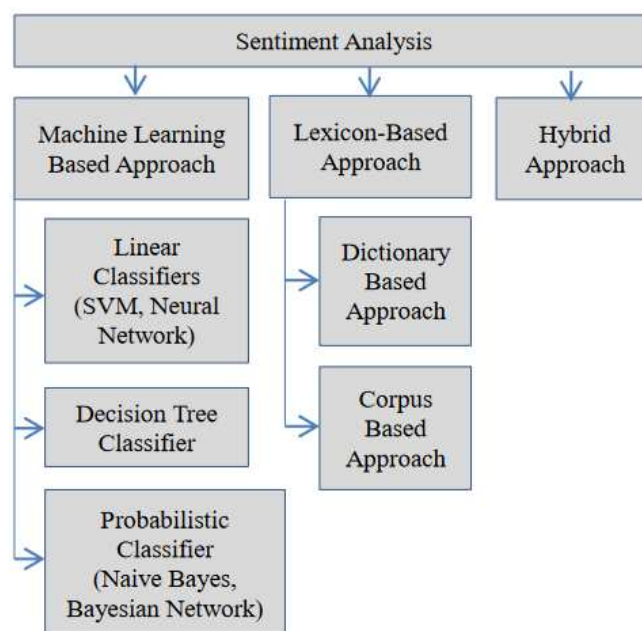 Sentiment Analysis
Machine Learning
Based Approach
Lexicon-Based
Approach
Hybrid
Approach
Linear
Classifiers
(SVM, Neural
Network)
Dictionary
Based
Approach
Decision Tree
Classifier
Corpus
Based
Approach
Probabilistic
Classifier
(Naive Bayes,
Bayesian Network)